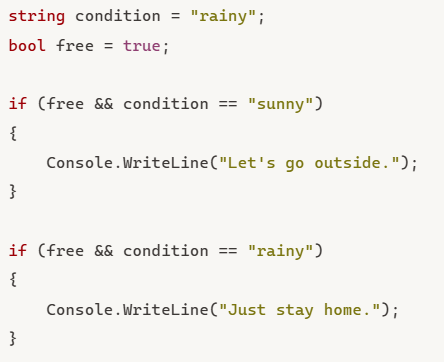 string condition = "rainy";
bool free = true;

if (free && condition == "sunny")
{
    Console.WriteLine("Let's go outside.");
}

if (free && condition == "rainy")
{
    Console.WriteLine("Just stay home.");
}